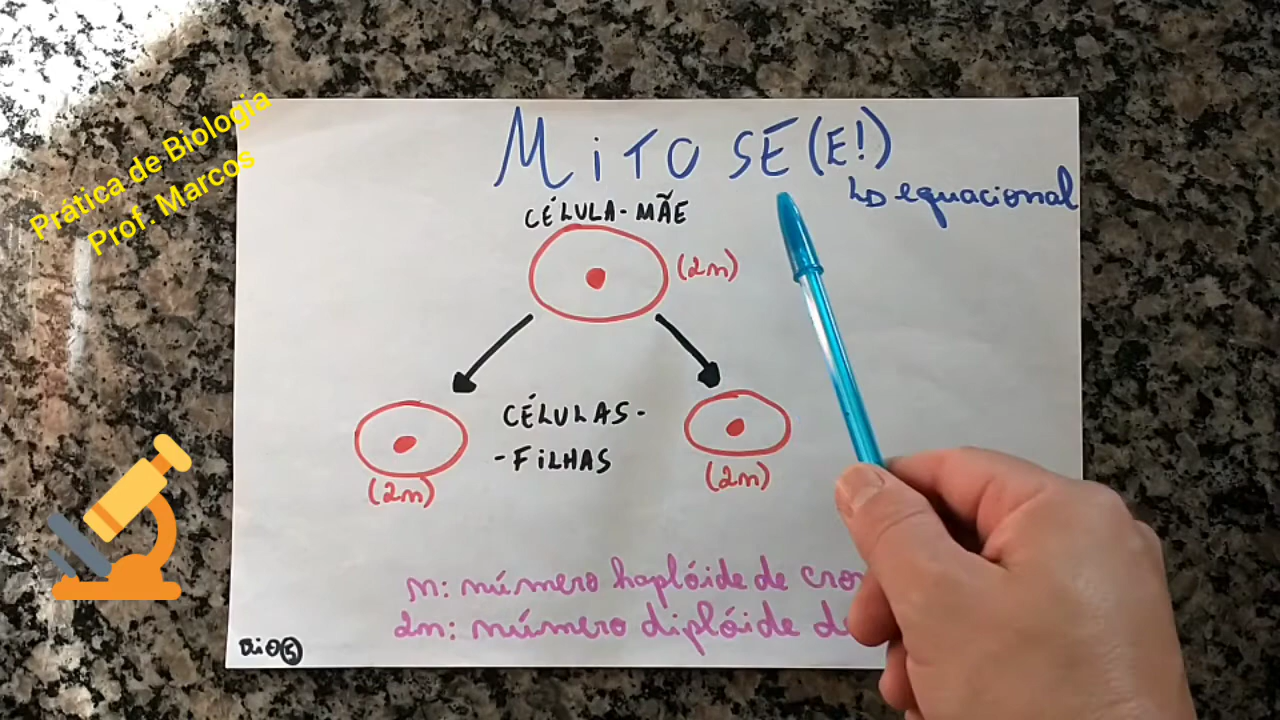 Prática de Biologia
Prof. Marcos
MiTOSE (E!)
equacional
CÉLULA-MÃE
(2n)
CÉLULAS-
-FiLHAS
(2n)
(2n)
n: número haplóide de cro
2n: número diplóide d
BiO 5